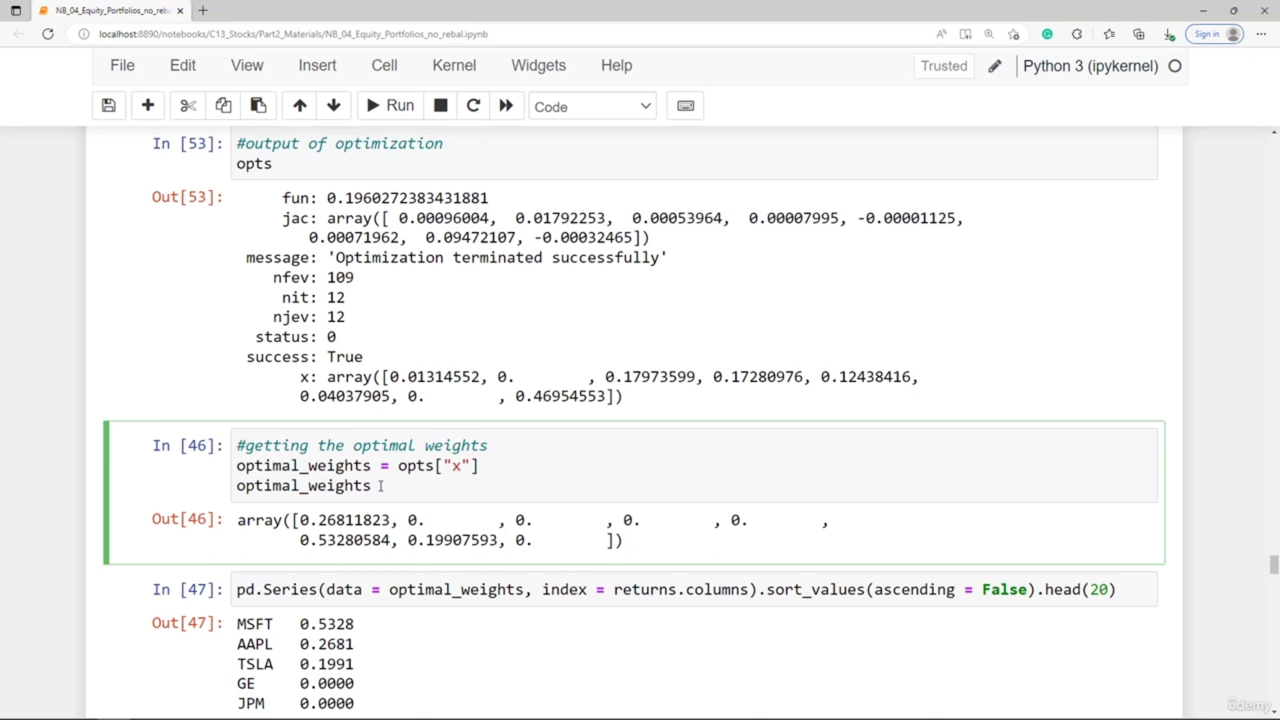 NB_04_Equity_Portfolios_no_reb
localhost:8890/notebooks/C13_Stocks/Part2_Materials/NB_04_Equity_Portfolios_no_rebal.ipynb
Sign in
File Edit View Insert Cell Kernel Widgets Help Trusted Python 3 (ipykernel)
Run Code
In [53]: #output of optimization
opts
Out[53]: fun: 0.1960272383431881
jac: array([ 0.00096004, 0.01792253, 0.00053964, 0.00007995, -0.00001125,
0.00071962, 0.09472107, -0.00032465])
message: 'Optimization terminated successfully'
nfev: 109
nit: 12
njev: 12
status: 0
success: True
x: array([0.01314552, 0. , 0.17973599, 0.17280976, 0.12438416,
0.04037905, 0. , 0.46954553])
In [46]: #getting the optimal weights
optimal_weights = opts["x"]
optimal_weights
Out[46]: array([0.26811823, 0. , 0. , 0. , 0. ,
0.53280584, 0.19907593, 0. ])
In [47]: pd.Series(data = optimal_weights, index = returns.columns).sort_values(ascending = False).head(20)
Out[47]: MSFT 0.5328
AAPL 0.2681
TSLA 0.1991
GE 0.0000
JPM 0.0000
ûdemy